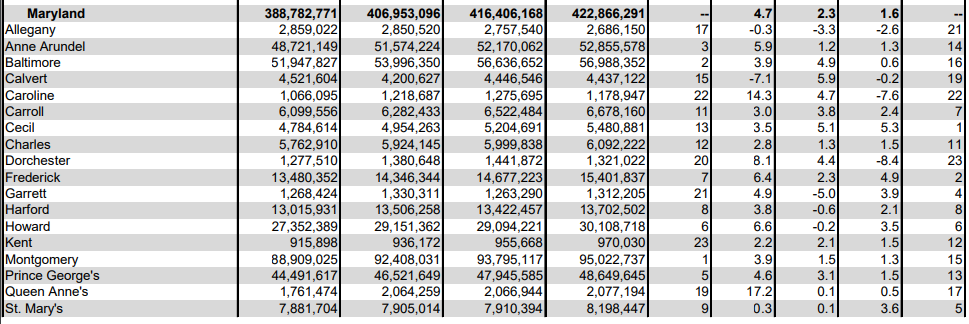 Maryland 388,782,771 406,953,096 416,406,168 422,866,291 -- 4.7 2.3 1.6 --
Allegany 2,859,022 2,850,520 2,757,540 2,686,150 17 -0.3 -3.3 -2.6 21
Anne Arundel 48,721,149 51,574,224 52,170,062 52,855,578 3 5.9 1.2 1.3 14
Baltimore 51,947,827 53,996,350 56,636,652 56,988,352 2 3.9 4.9 0.6 16
Calvert 4,521,604 4,200,627 4,446,546 4,437,122 15 -7.1 5.9 -0.2 19
Caroline 1,066,095 1,218,687 1,275,695 1,178,947 22 14.3 4.7 -7.6 22
Carroll 6,099,556 6,282,433 6,522,484 6,678,160 11 3.0 3.8 2.4 7
Cecil 4,784,614 4,954,263 5,204,691 5,480,881 13 3.5 5.1 5.3 1
Charles 5,762,910 5,924,145 5,999,838 6,092,222 12 2.8 1.3 1.5 11
Dorchester 1,277,510 1,380,648 1,441,872 1,321,022 20 8.1 4.4 -8.4 23
Frederick 13,480,352 14,346,344 14,677,223 15,401,837 7 6.4 2.3 4.9 2
Garrett 1,268,424 1,330,311 1,263,290 1,312,205 21 4.9 -5.0 3.9 4
Harford 13,015,931 13,506,258 13,422,457 13,702,502 8 3.8 -0.6 2.1 8
Howard 27,352,389 29,151,362 29,094,221 30,108,718 6 6.6 -0.2 3.5 6
Kent 915,898 936,172 955,668 970,030 23 2.2 2.1 1.5 12
Montgomery 88,909,025 92,408,031 93,795,117 95,022,737 1 3.9 1.5 1.3 15
Prince George's 44,491,617 46,521,649 47,945,585 48,649,645 5 4.6 3.1 1.5 13
Queen Anne's 1,761,474 2,064,259 2,066,944 2,077,194 19 17.2 0.1 0.5 17
St. Mary's 7,881,704 7,905,014 7,910,394 8,198,447 9 0.3 0.1 3.6 5